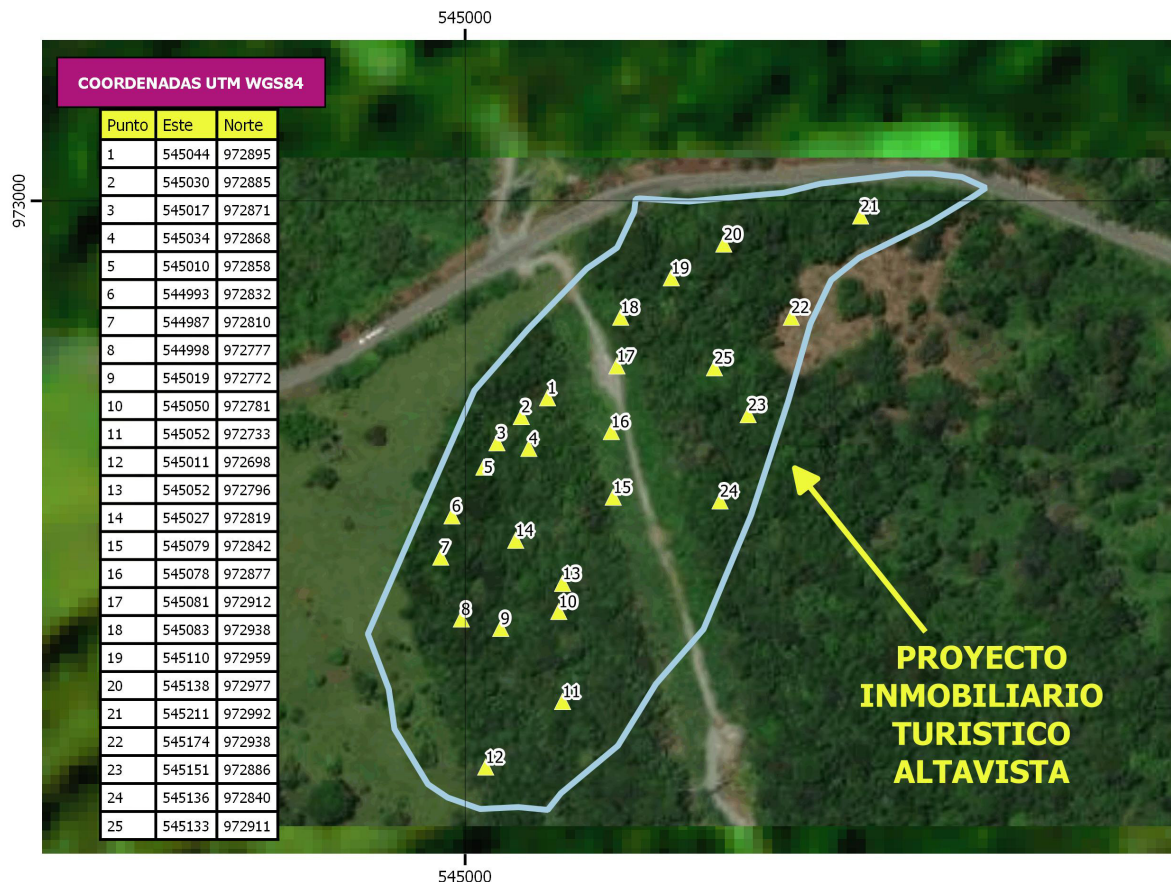 545000
COORDENADAS UTM WGS84
Punto Este Norte
1 545044 972895
2 545030 972885
3 545017 972871
4 545034 972868
5 545010 972858
6 544993 972832
7 544987 972810
8 544998 972777
9 545019 972772
10 545050 972781
11 545052 972733
12 545011 972698
13 545052 972796
14 545027 972819
15 545079 972842
16 545078 972877
17 545081 972912
18 545083 972938
19 545110 972959
20 545138 972977
21 545211 972992
22 545174 972938
23 545151 972886
24 545136 972840
25 545133 972911
973000
21
20
19
18
22
17
25
1
2
23
16
3
4
5
15
24
6
14
7
13
10
8
9
11
12
PROYECTO
INMOBILIARIO
TURISTICO
ALTAVISTA
545000